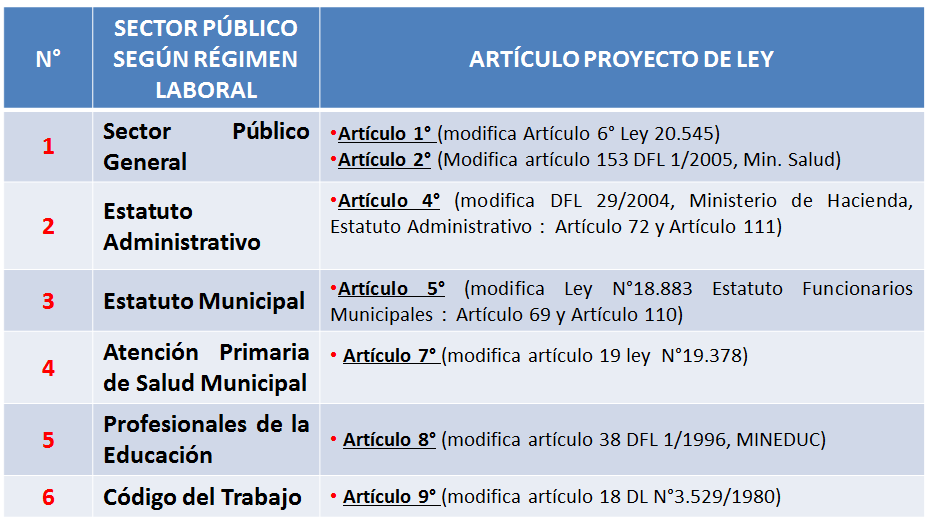 N°
SECTOR PÚBLICO
SEGÚN RÉGIMEN
LABORAL
ARTÍCULO PROYECTO DE LEY
1
Sector Público
General
•Artículo 1° (modifica Artículo 6° Ley 20.545)
•Artículo 2° (Modifica artículo 153 DFL 1/2005, Min. Salud)
2
Estatuto
Administrativo
•Artículo 4° (modifica DFL 29/2004, Ministerio de Hacienda,
Estatuto Administrativo : Artículo 72 y Artículo 111)
3
Estatuto Municipal
•Artículo 5° (modifica Ley N°18.883 Estatuto Funcionarios
Municipales : Artículo 69 y Artículo 110)
4
Atención Primaria
de Salud Municipal
• Artículo 7° (modifica artículo 19 ley N°19.378)
5
Profesionales de la
Educación
• Artículo 8° (modifica artículo 38 DFL 1/1996, MINEDUC)
6
Código del Trabajo
• Artículo 9° (modifica artículo 18 DL N°3.529/1980)